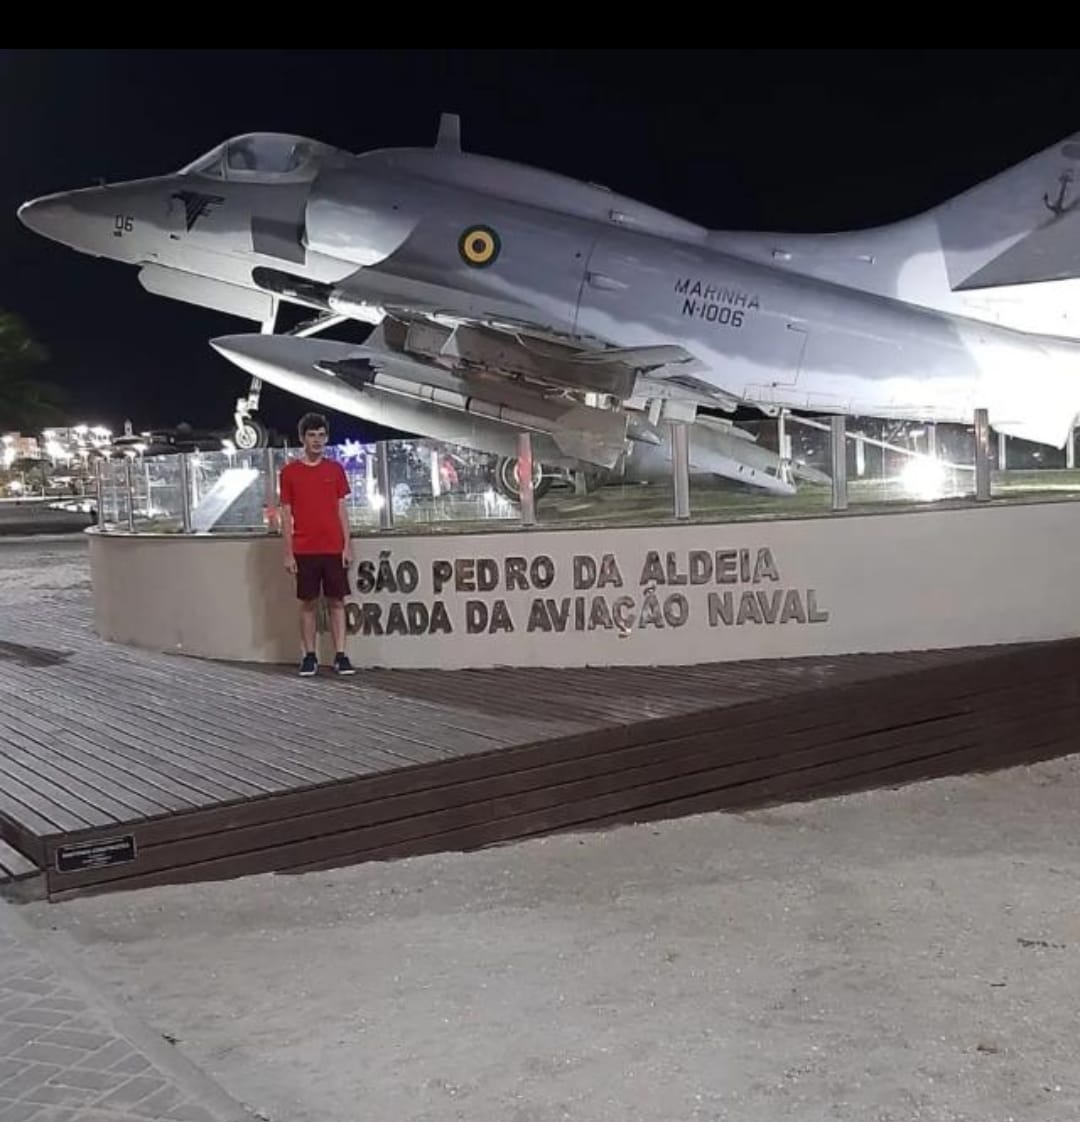 06
MARINHA
N-1006
SÃO PEDRO DA ALDEIA
ORADA DA AVIAÇÃO NAVAL